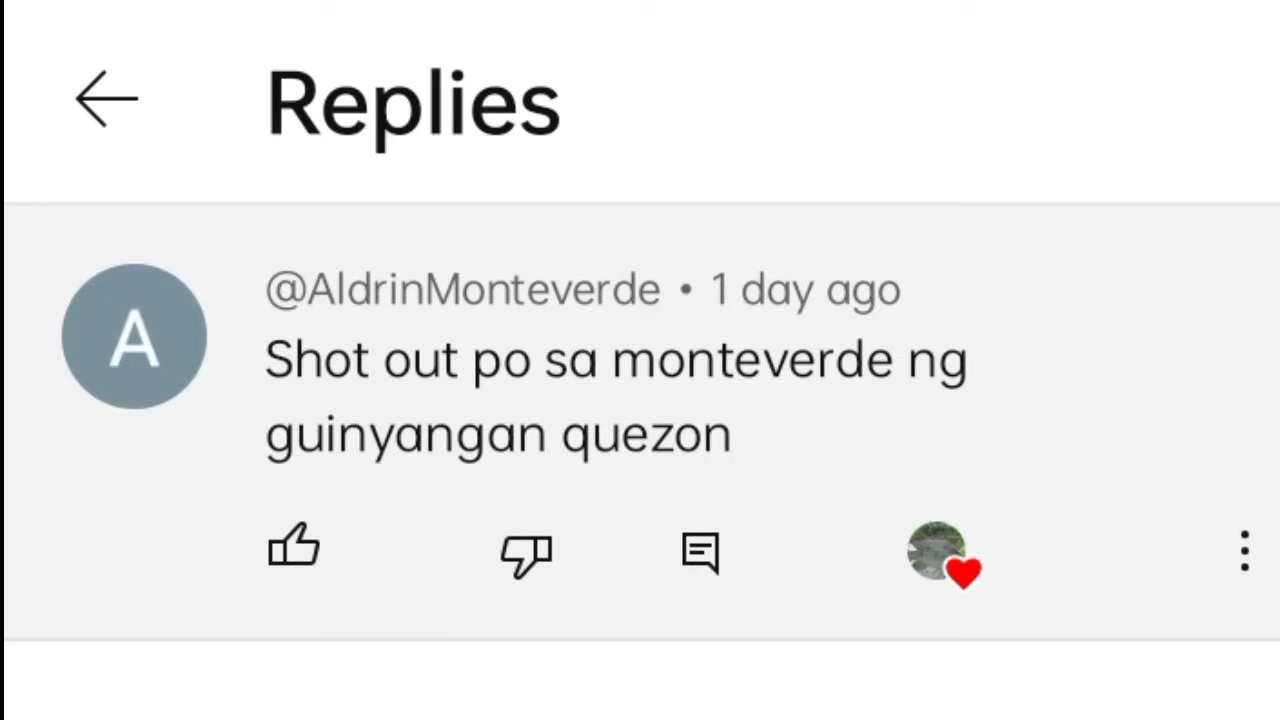 Replies
@AldrinMonteverde • 1 day ago
A
Shot out po sa monteverde ng
guinyangan quezon